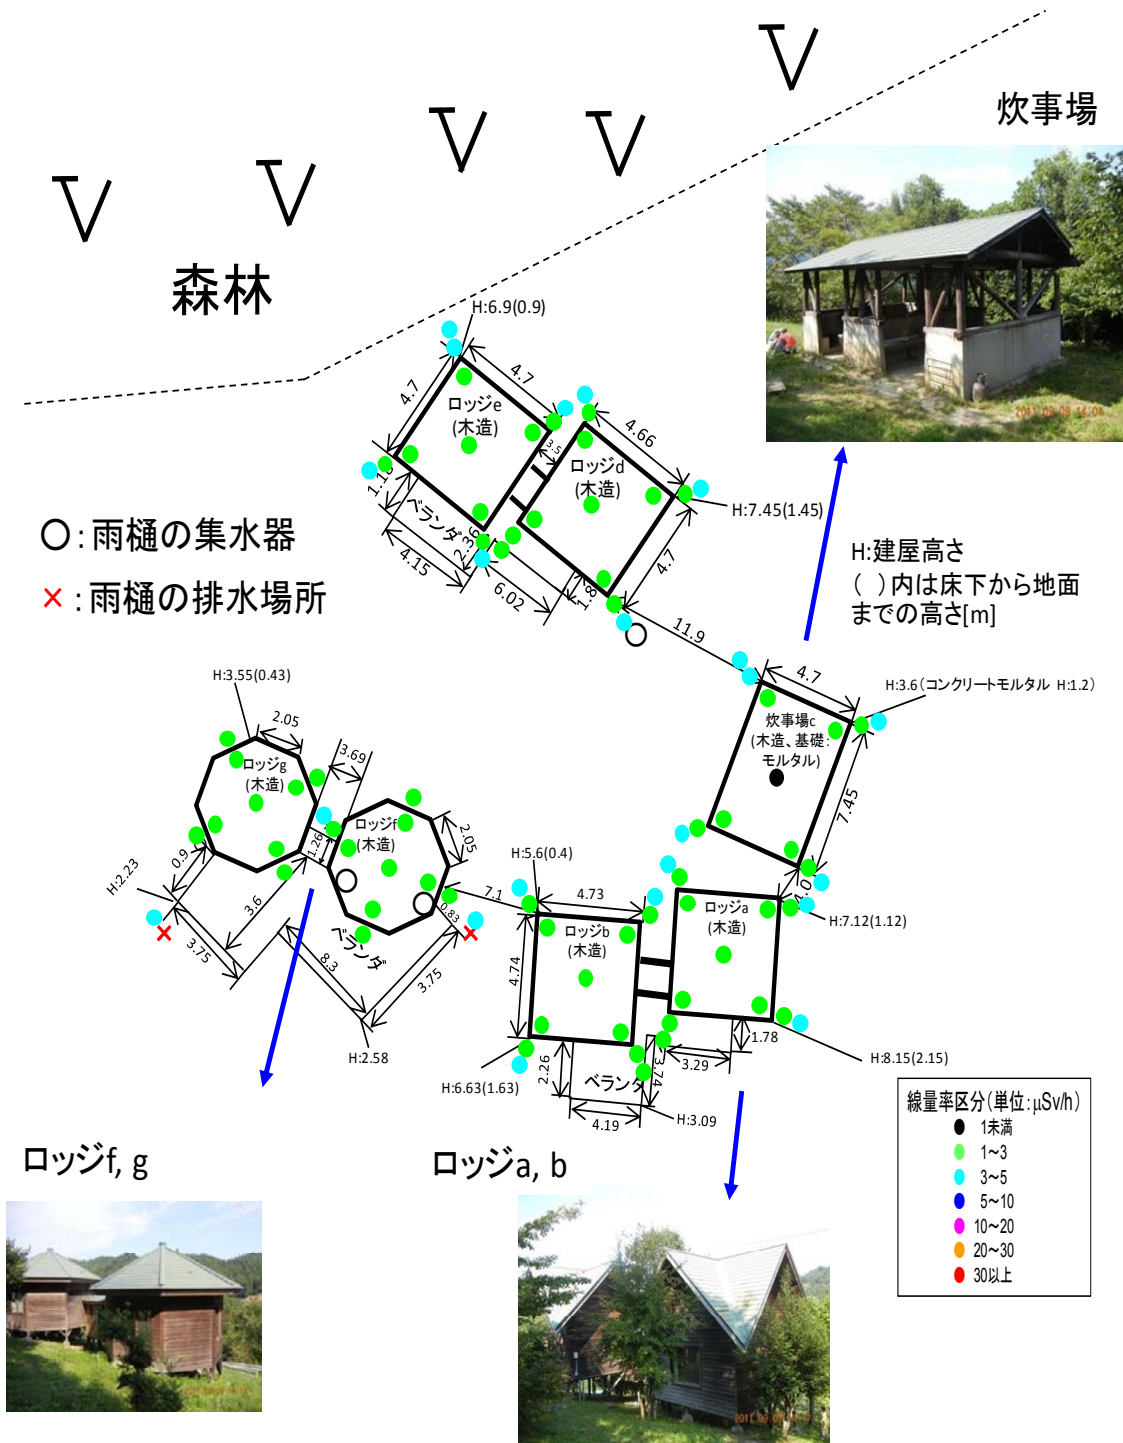 炊事場
2011.09.09 14:04
森林
H:6.9(0.9)
4.7
4.7
ロッジe
(木造)
3.5
4.66
ロッジd
(木造)
H:7.45(1.45)
4.7
ベランダ
4.15
2.36
6.02
1.8
11.9
○:雨樋の集水器
×:雨樋の排水場所
H:建屋高さ
( )内は床下から地面
までの高さ[m]
4.7
H:3.6(コンクリートモルタル H:1.2)
炊事場c
(木造、基礎:
モルタル)
7.45
H:3.55(0.43)
2.05
3.69
ロッジg
(木造)
ロッジf
(木造)
2.05
1.26
0.9
H:2.23
3.6
3.75
ベランダ
8.3
0.83
3.75
H:2.58
7.1
H:5.6(0.4)
4.73
ロッジb
(木造)
4.74
ロッジa
(木造)
H:7.12(1.12)
1.78
3.29
H:8.15(2.15)
H:6.63(1.63)
2.26
ベランダ
3.74
4.19
H:3.09
線量率区分(単位:μSv/h)
1未満
1～3
3～5
5～10
10～20
20～30
30以上
ロッジf, g
ロッジa, b